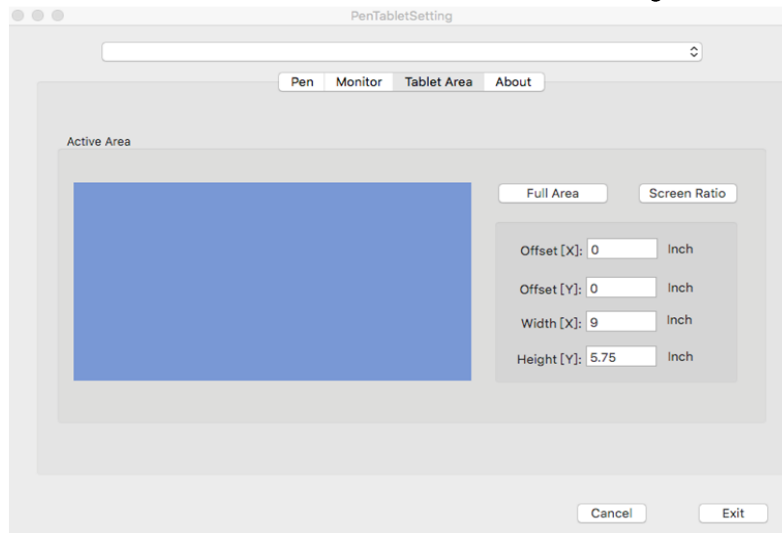 PenTabletSetting
Pen Monitor Tablet Area About
Active Area
Full Area Screen Ratio
Offset [X]: 0 Inch
Offset [Y]: 0 Inch
Width [X]: 9 Inch
Height [Y]: 5.75 Inch
Cancel Exit